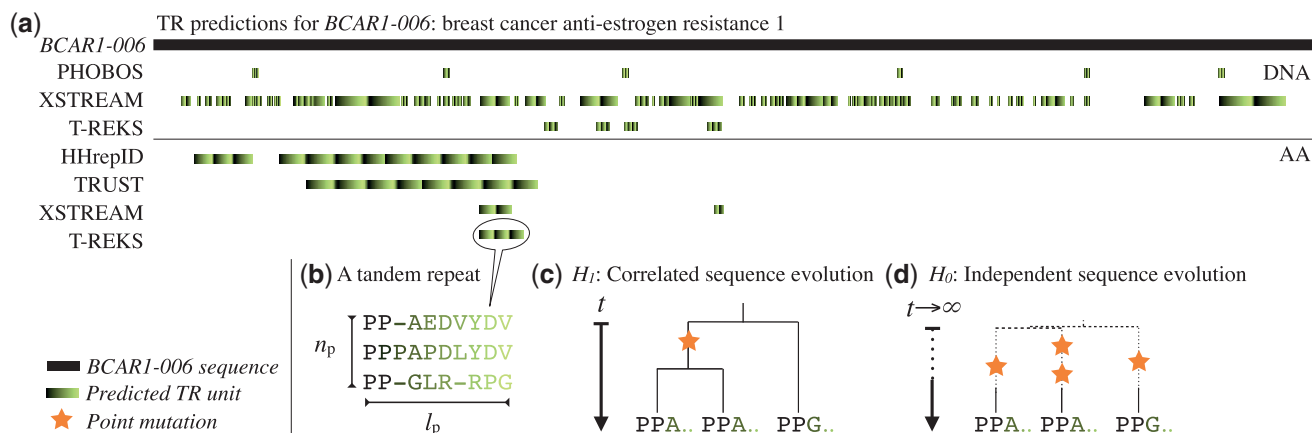 (a) TR predictions for BCAR1-006: breast cancer anti-estrogen resistance 1
BCAR1-006
PHOBOS
DNA
XSTREAM
T-REKS
HHrepID
AA
TRUST
XSTREAM
T-REKS
(b) A tandem repeat
PP-AEDVYDV
PPPAPDLYDV
PP-GLR-RPG
np
lp
(c) H1: Correlated sequence evolution
t
PPA.. PPA.. PPG..
(d) H0: Independent sequence evolution
t→∞
PPA.. PPA.. PPG..
BCAR1-006 sequence
Predicted TR unit
Point mutation